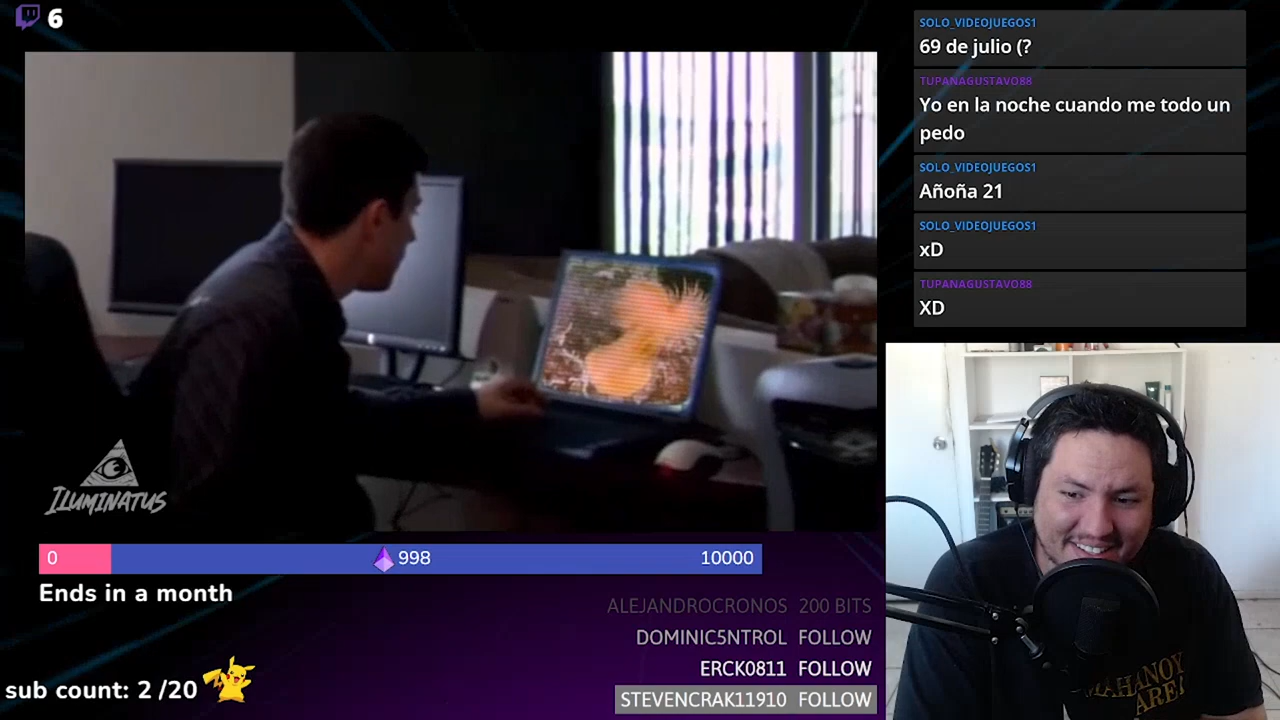 6
SOLO_VIDEOJUEGOS1
69 de julio (?
TUPANAGUSTAVO88
Yo en la noche cuando me todo un
pedo
SOLO_VIDEOJUEGOS1
Añoña 21
SOLO_VIDEOJUEGOS1
xD
TUPANAGUSTAVO88
XD
ILUMINATUS
0 998 10000
Ends in a month
ALEJANDROCRONOS 200 BITS
DOMINIC5NTROL FOLLOW
ERCK0811 FOLLOW
STEVENCRAK11910 FOLLOW
sub count: 2 /20
MAHANOY
AREA